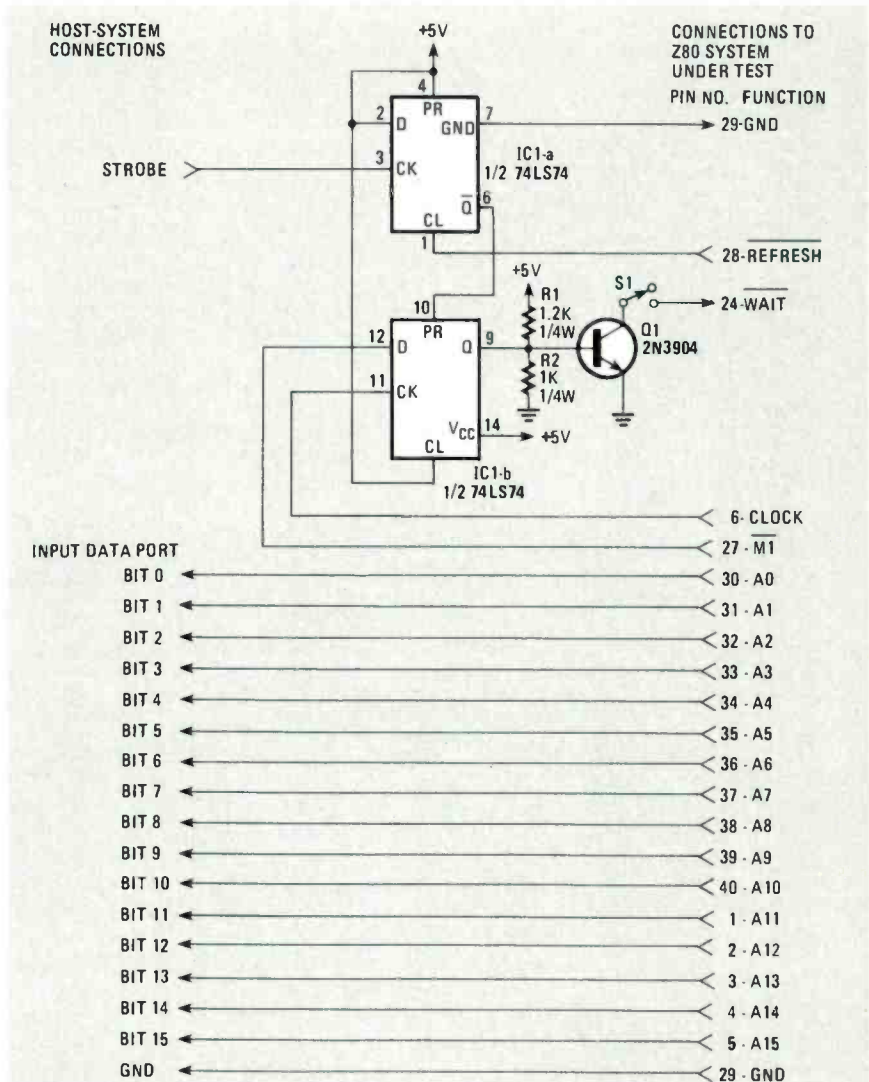 HOST-SYSTEM
CONNECTIONS
+5V
CONNECTIONS TO
Z80 SYSTEM
UNDER TEST
PIN NO. FUNCTION
4
PR
2
D
GND
7
29-GND
IC1-a
1/2 74LS74
STROBE
3
CK
6
Q̅
CL
1
28-R̅E̅F̅R̅E̅S̅H̅
+5V
S1
R1
1.2K
1/4W
24-W̅A̅I̅T̅
10
PR
12
D
Q
9
Q1
2N3904
R2
1K
1/4W
11
CK
VCC
14
+5V
CL
IC1-b
1/2 74LS74
6- CLOCK
27 - M̅1̅
INPUT DATA PORT
BIT 0 30 - A0
BIT 1 31 - A1
BIT 2 32 - A2
BIT 3 33 - A3
BIT 4 34 - A4
BIT 5 35 - A5
BIT 6 36 - A6
BIT 7 37 - A7
BIT 8 38 - A8
BIT 9 39 - A9
BIT 10 40 - A10
BIT 11 1 - A11
BIT 12 2 - A12
BIT 13 3 - A13
BIT 14 4 - A14
BIT 15 5 - A15
GND 29 - GND